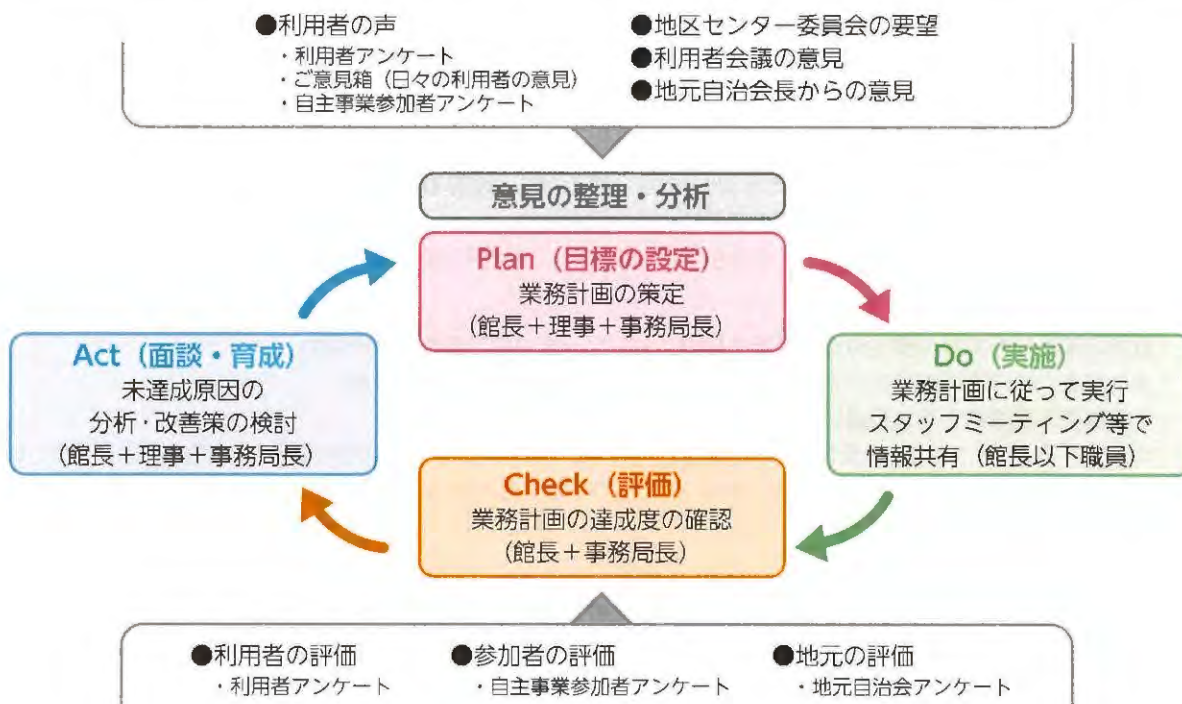 ●利用者の声
・利用者アンケート
・ご意見箱（日々の利用者の意見）
・自主事業参加者アンケート
●地区センター委員会の要望
●利用者会議の意見
●地元自治会長からの意見
意見の整理・分析
Plan（目標の設定）
業務計画の策定
（館長＋理事＋事務局長）
Do（実施）
業務計画に従って実行
スタッフミーティング等で
情報共有（館長以下職員）
Check（評価）
業務計画の達成度の確認
（館長＋事務局長）
Act（面談・育成）
未達成原因の
分析・改善策の検討
（館長＋理事＋事務局長）
●利用者の評価
・利用者アンケート
●参加者の評価
・自主事業参加者アンケート
●地元の評価
・地元自治会アンケート